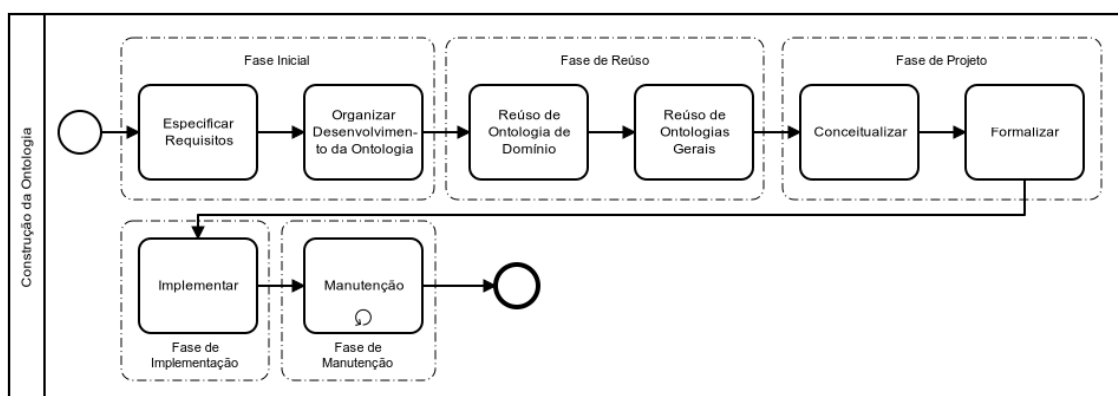 Construção da Ontologia
Fase Inicial
Especificar
Requisitos
Organizar
Desenvolvimen-
to da Ontologia
Fase de Reúso
Reúso de
Ontologia de
Domínio
Reúso de
Ontologias
Gerais
Fase de Projeto
Conceitualizar
Formalizar
Implementar
Fase de
Implementação
Manutenção
Fase de
Manutenção